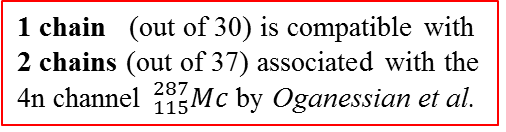 1 chain (out of 30) is compatible with
2 chains (out of 37) associated with the
4n channel ²⁸⁷₁₁₅Mc by Oganessian et al.